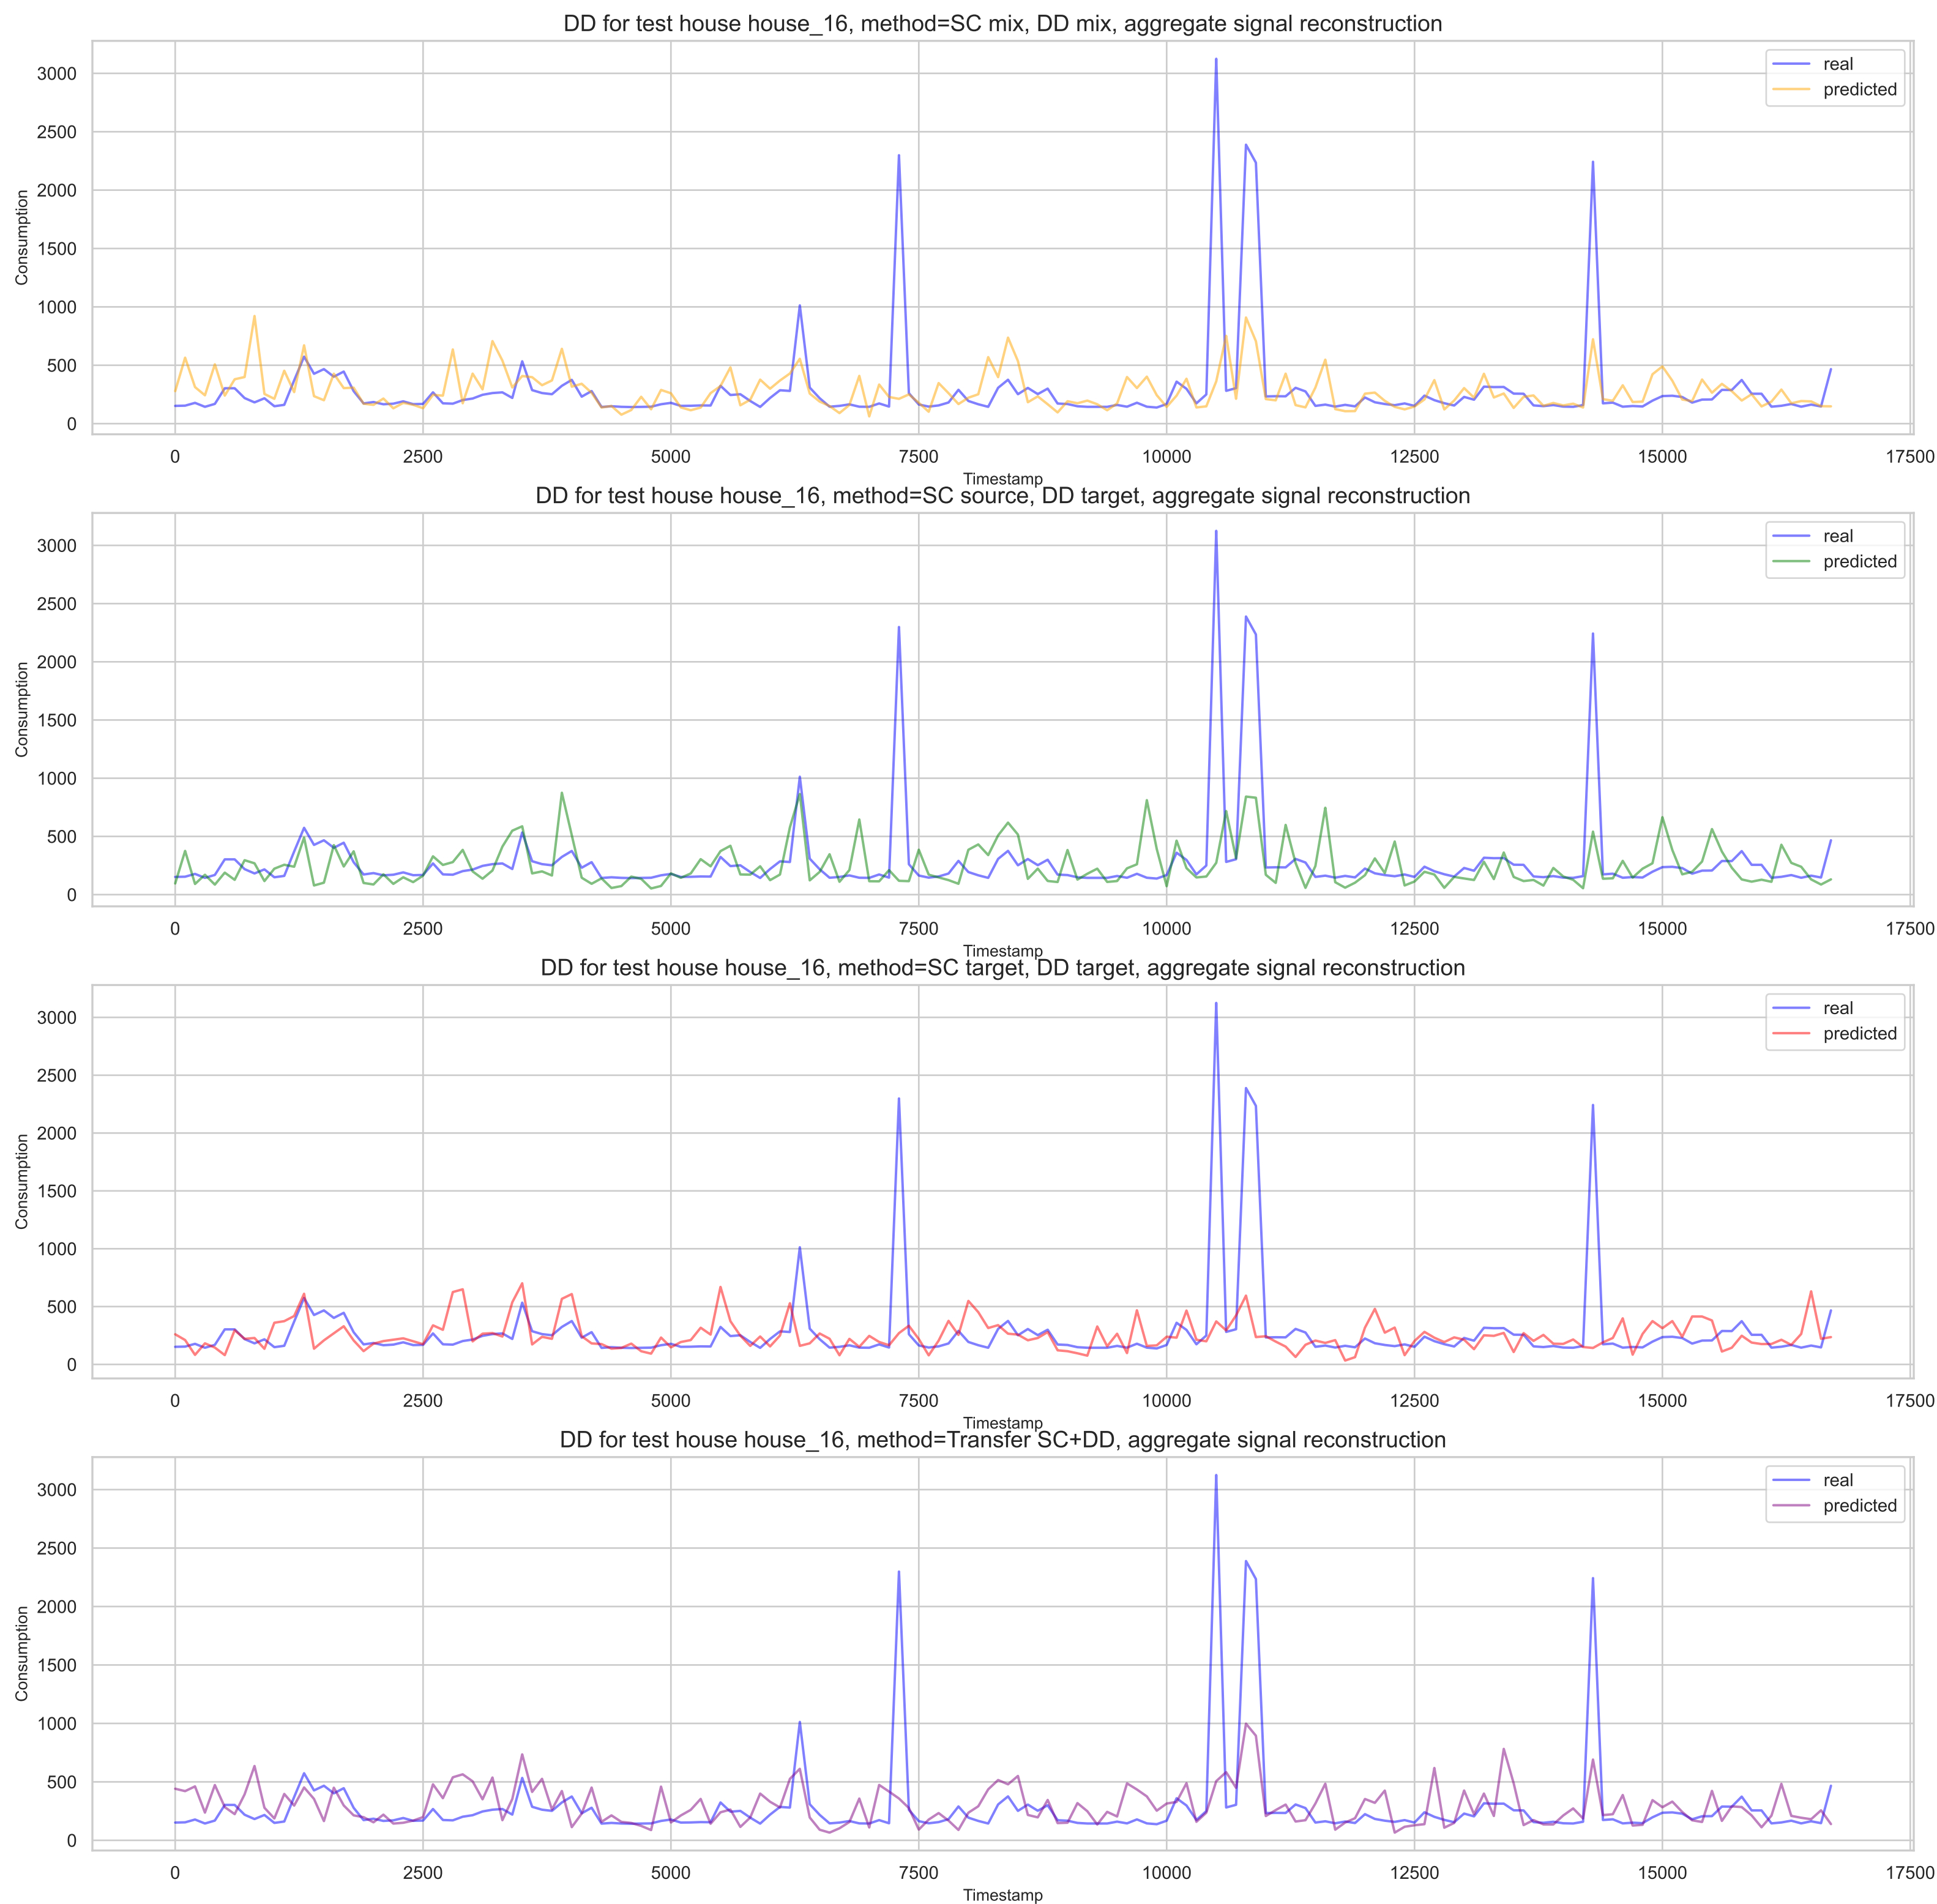 DD for test house house_16, method=SC mix, DD mix, aggregate signal reconstruction
3000
2500
2000
1500
1000
500
0
Consumption
real
predicted
0 2500 5000 7500 10000 12500 15000 17500
Timestamp
DD for test house house_16, method=SC source, DD target, aggregate signal reconstruction
3000
2500
2000
1500
1000
500
0
Consumption
real
predicted
0 2500 5000 7500 10000 12500 15000 17500
Timestamp
DD for test house house_16, method=SC target, DD target, aggregate signal reconstruction
3000
2500
2000
1500
1000
500
0
Consumption
real
predicted
0 2500 5000 7500 10000 12500 15000 17500
Timestamp
DD for test house house_16, method=Transfer SC+DD, aggregate signal reconstruction
3000
2500
2000
1500
1000
500
0
Consumption
real
predicted
0 2500 5000 7500 10000 12500 15000 17500
Timestamp